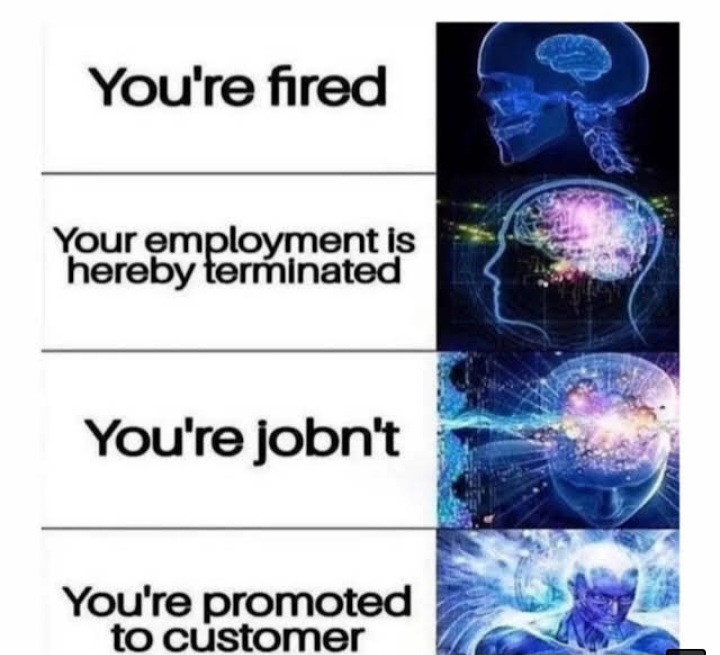 You're fired
Your employment is
hereby terminated
You're jobn't
You're promoted
to customer